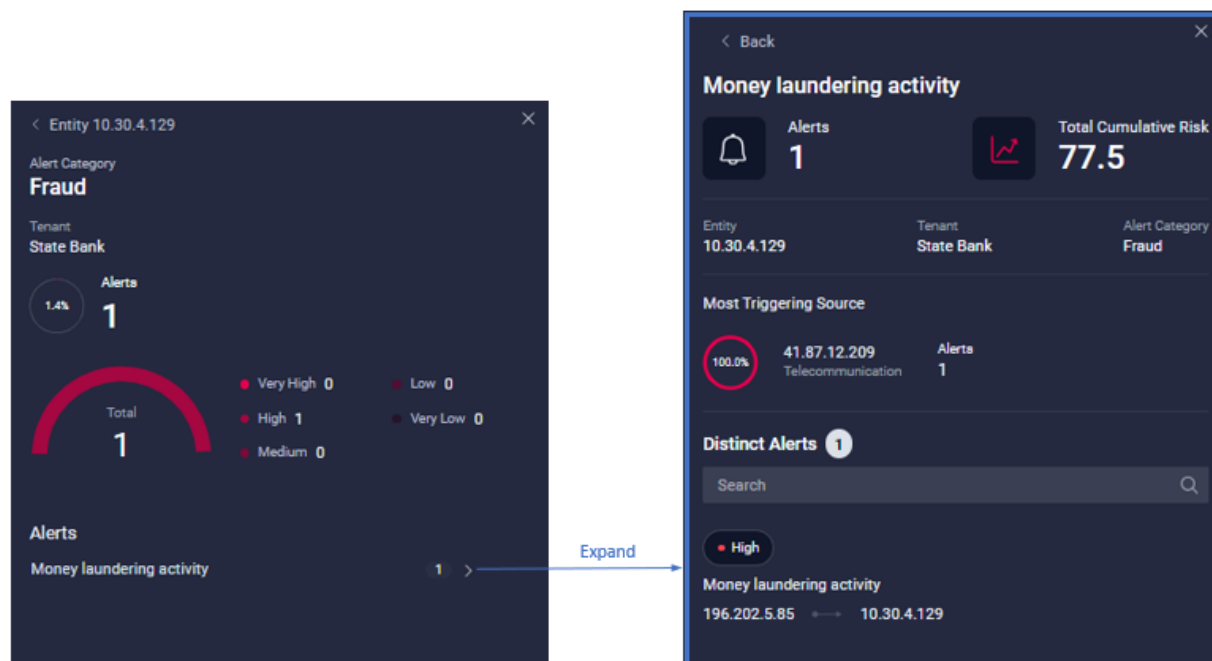 < Entity 10.30.4.129
Alert Category
Fraud
Tenant
State Bank
1.4%
Alerts
1
Total
1
Very High 0
Low 0
High 1
Very Low 0
Medium 0
Alerts
Money laundering activity 1 >
Expand
< Back
Money laundering activity
Alerts
1
Total Cumulative Risk
77.5
Entity
10.30.4.129
Tenant
State Bank
Alert Category
Fraud
Most Triggering Source
100.0%
41.87.12.209
Telecommunication
Alerts
1
Distinct Alerts 1
Search
High
Money laundering activity
196.202.5.85 10.30.4.129